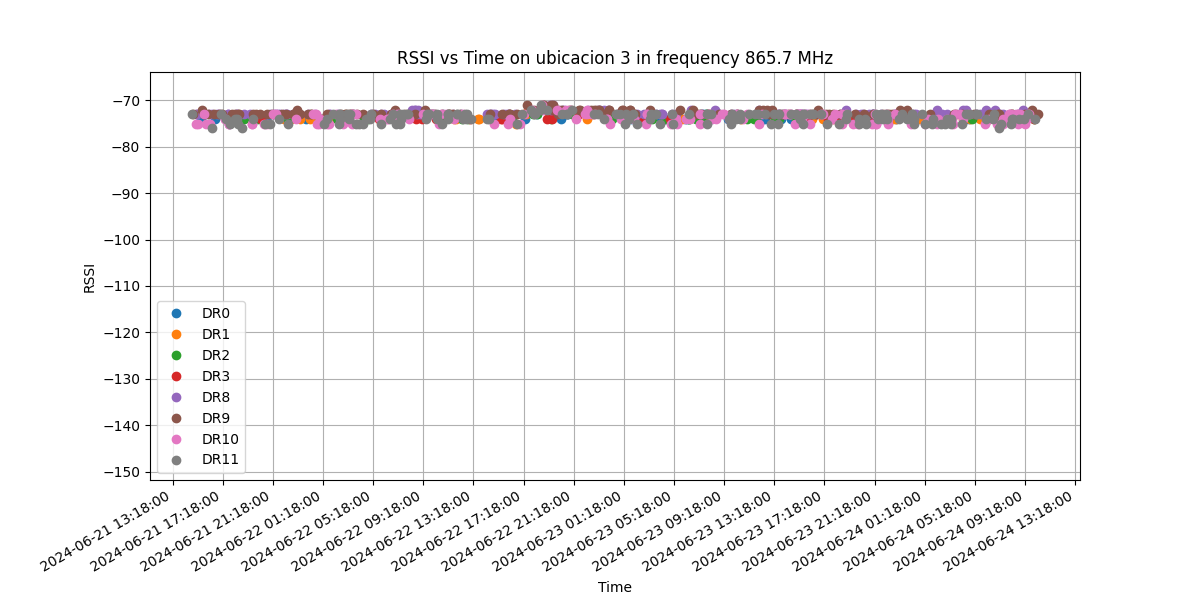 RSSI vs Time on ubicacion 3 in frequency 865.7 MHz
−70
−80
−90
−100
−110
−120
−130
−140
−150
RSSI
DR0
DR1
DR2
DR3
DR8
DR9
DR10
DR11
2024-06-21 13:18:00
2024-06-21 17:18:00
2024-06-21 21:18:00
2024-06-22 01:18:00
2024-06-22 05:18:00
2024-06-22 09:18:00
2024-06-22 13:18:00
2024-06-22 17:18:00
2024-06-22 21:18:00
2024-06-23 01:18:00
2024-06-23 05:18:00
2024-06-23 09:18:00
2024-06-23 13:18:00
2024-06-23 17:18:00
2024-06-23 21:18:00
2024-06-24 01:18:00
2024-06-24 05:18:00
2024-06-24 09:18:00
2024-06-24 13:18:00
Time